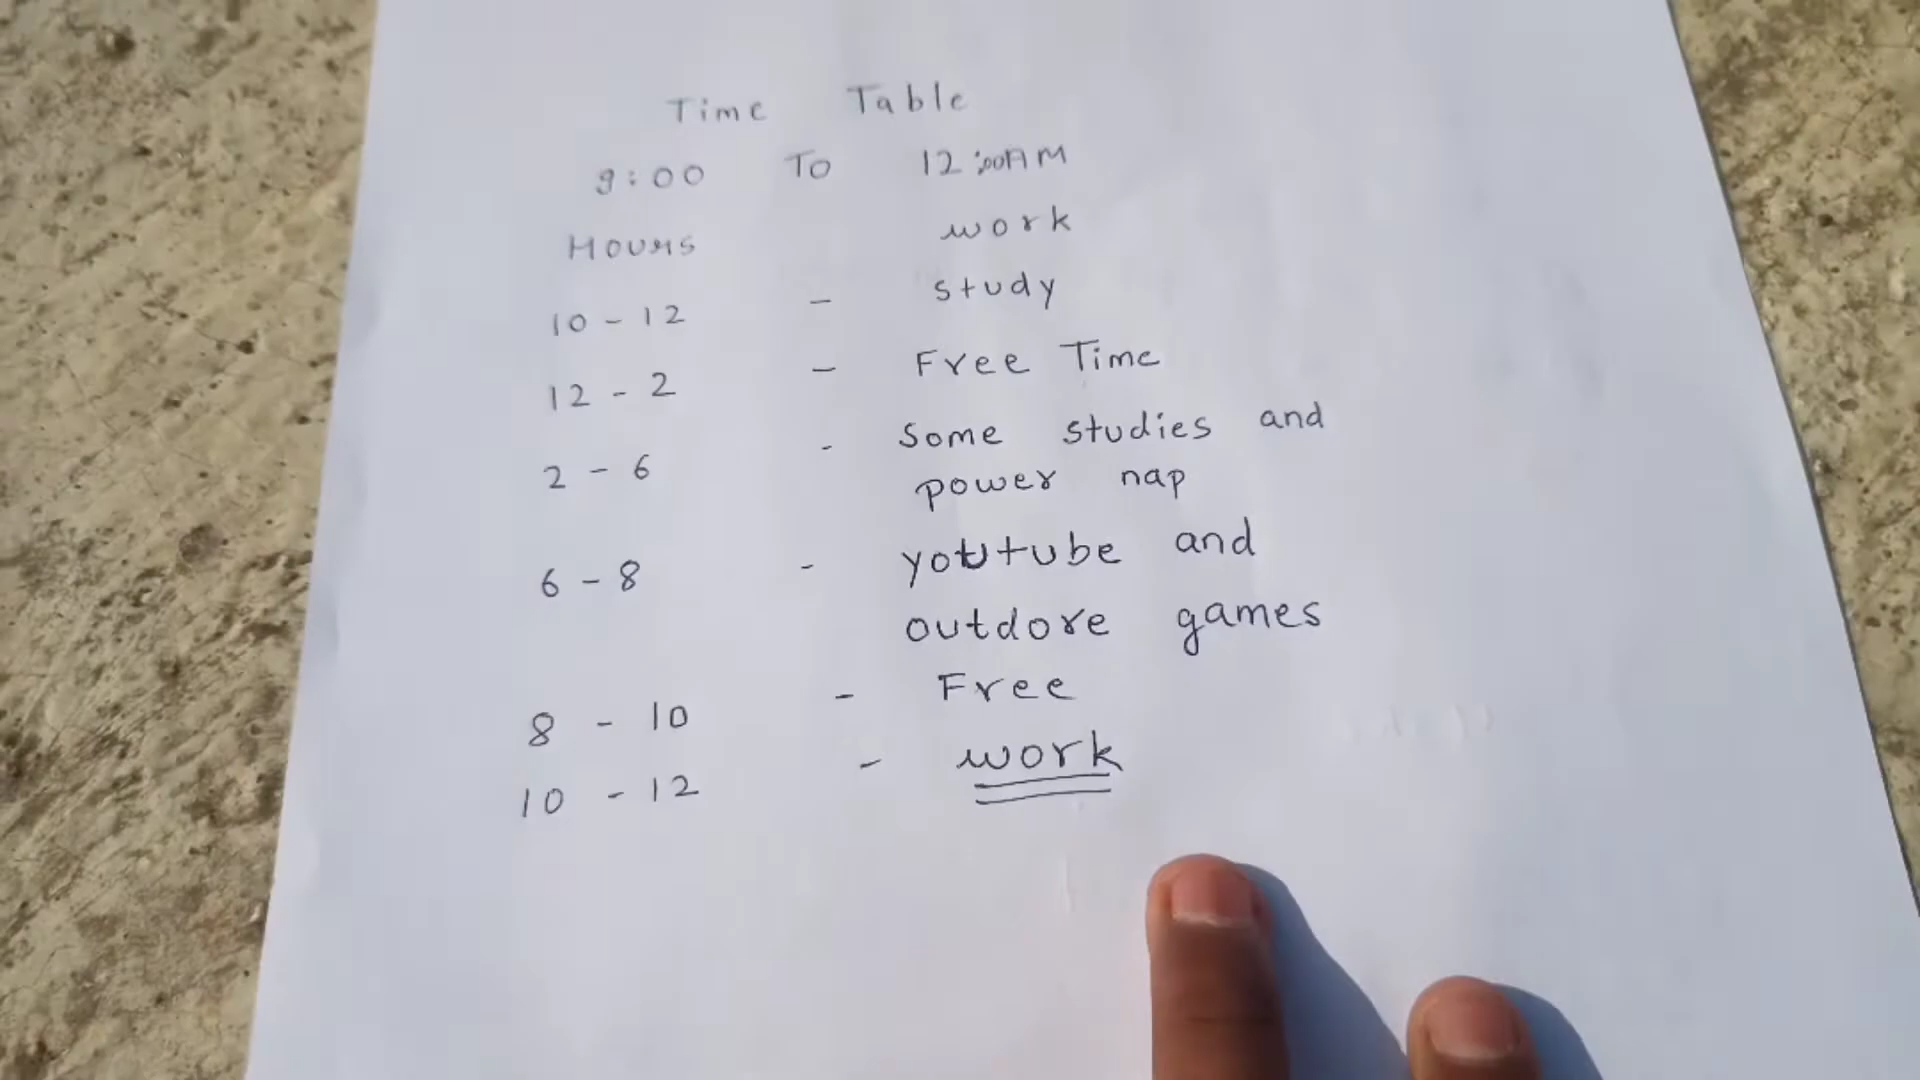 Time Table
9:00 To 12:00AM
Hours work
10 - 12 - study
12 - 2 - Free Time
2 - 6 - Some studies and
power nap
6 - 8 - youtube and
outdore games
8 - 10 - Free
10 - 12 - work